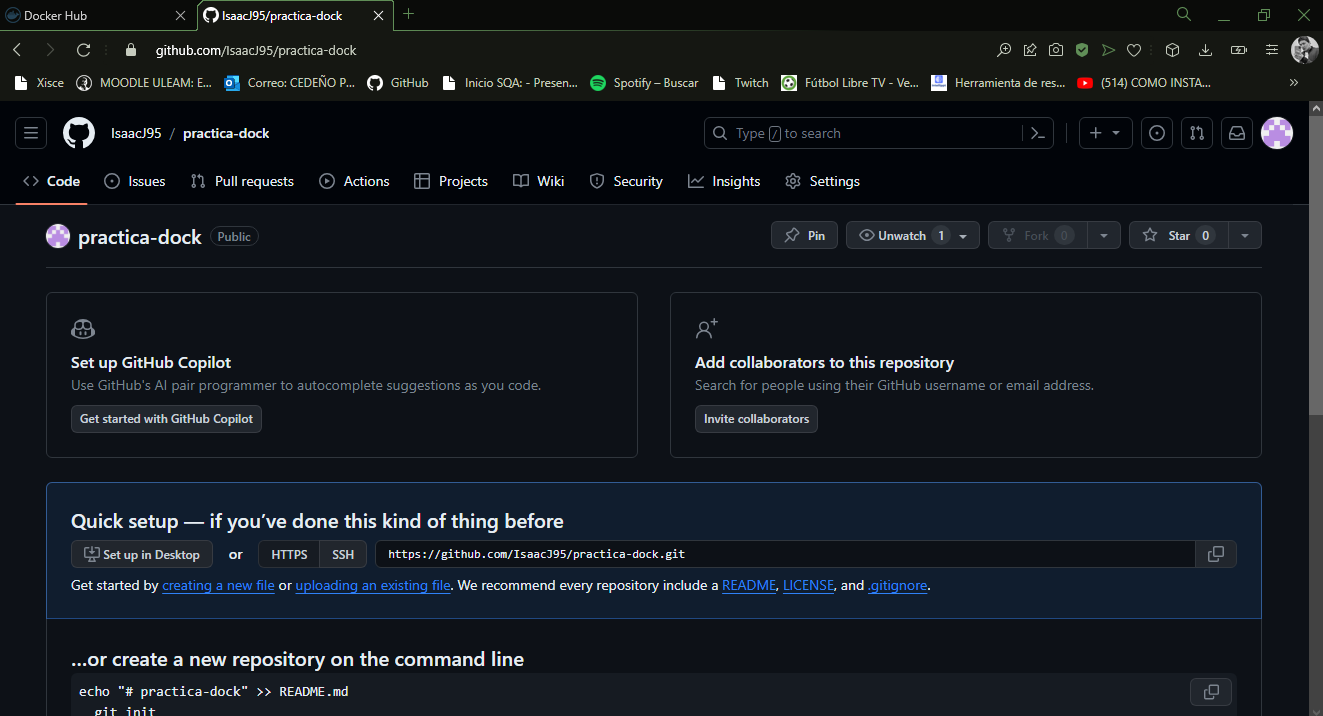 Docker Hub
IsaacJ95/practica-dock
github.com/IsaacJ95/practica-dock
Xisce
MOODLE ULEAM: E...
Correo: CEDEÑO P...
GitHub
Inicio SQA: - Presen...
Spotify – Buscar
Twitch
Fútbol Libre TV - Ve...
Herramienta de res...
(514) COMO INSTA...
IsaacJ95 / practica-dock
Type / to search
Code
Issues
Pull requests
Actions
Projects
Wiki
Security
Insights
Settings
practica-dock Public
Pin
Unwatch 1
Fork 0
Star 0
Set up GitHub Copilot
Use GitHub's AI pair programmer to autocomplete suggestions as you code.
Get started with GitHub Copilot
Add collaborators to this repository
Search for people using their GitHub username or email address.
Invite collaborators
Quick setup — if you’ve done this kind of thing before
Set up in Desktop or HTTPS SSH https://github.com/IsaacJ95/practica-dock.git
Get started by creating a new file or uploading an existing file. We recommend every repository include a README, LICENSE, and .gitignore.
…or create a new repository on the command line
echo "# practica-dock" >> README.md
git init